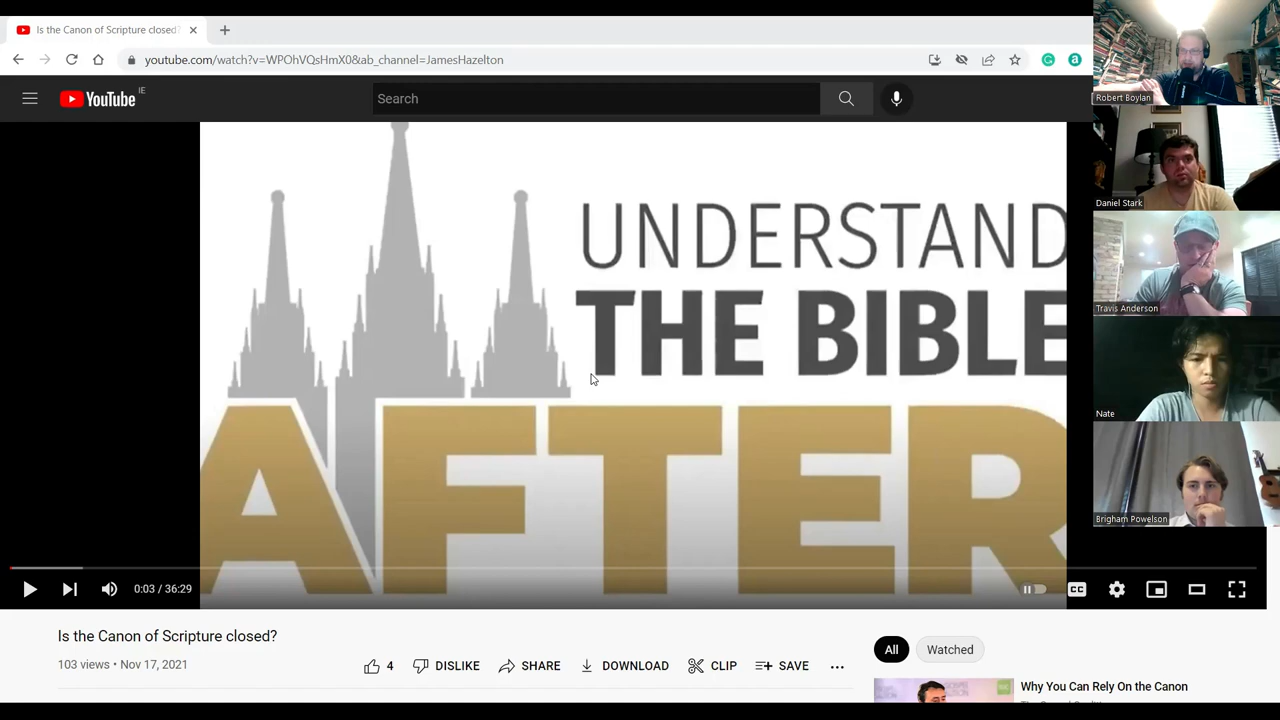 Is the Canon of Scripture closed?
youtube.com/watch?v=WPOhVQsHmX0&ab_channel=JamesHazelton
YouTube IE
Search
UNDERSTAND
THE BIBLE
AFTER
0:03 / 36:29
CC
Is the Canon of Scripture closed?
103 views • Nov 17, 2021
4 DISLIKE SHARE DOWNLOAD CLIP SAVE
All Watched
Why You Can Rely On the Canon
Robert Boylan
Daniel Stark
Travis Anderson
Nate
Brigham Powelson